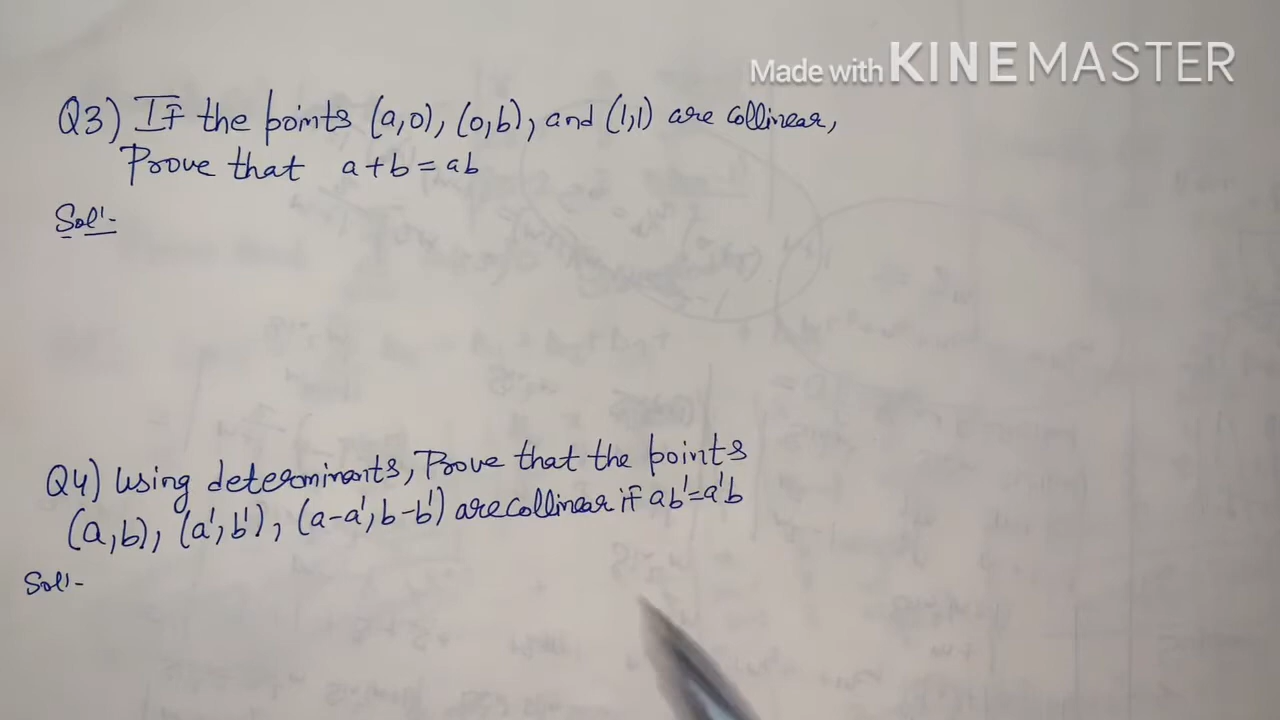 Made with KINEMASTER
Q3) If the points (a,0), (0,b), and (1,1) are collinear,
Prove that a+b=ab
Sol':-
Q4) Using determinants, Prove that the points
(a,b), (a',b'), (a-a',b-b') are collinear if ab'=a'b
Sol':-